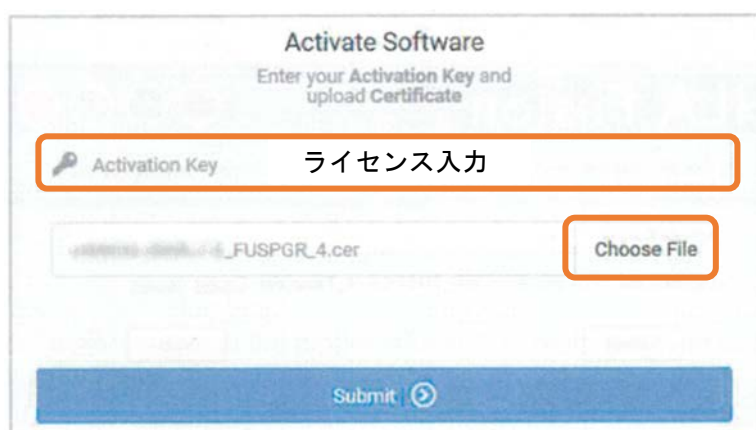 Activate Software
Enter your Activation Key and
upload Certificate
Activation Key ライセンス入力
_FUSPGR_4.cer Choose File
Submit